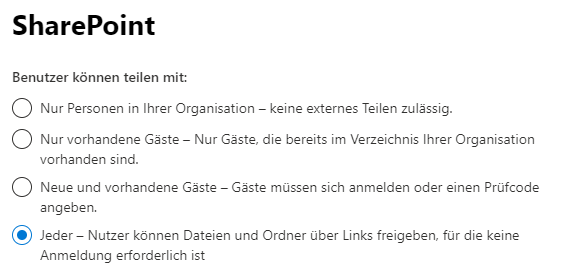 SharePoint
Benutzer können teilen mit:
Nur Personen in Ihrer Organisation – keine externes Teilen zulässig.
Nur vorhandene Gäste – Nur Gäste, die bereits im Verzeichnis Ihrer Organisation
vorhanden sind.
Neue und vorhandene Gäste – Gäste müssen sich anmelden oder einen Prüfcode
angeben.
Jeder – Nutzer können Dateien und Ordner über Links freigeben, für die keine
Anmeldung erforderlich ist